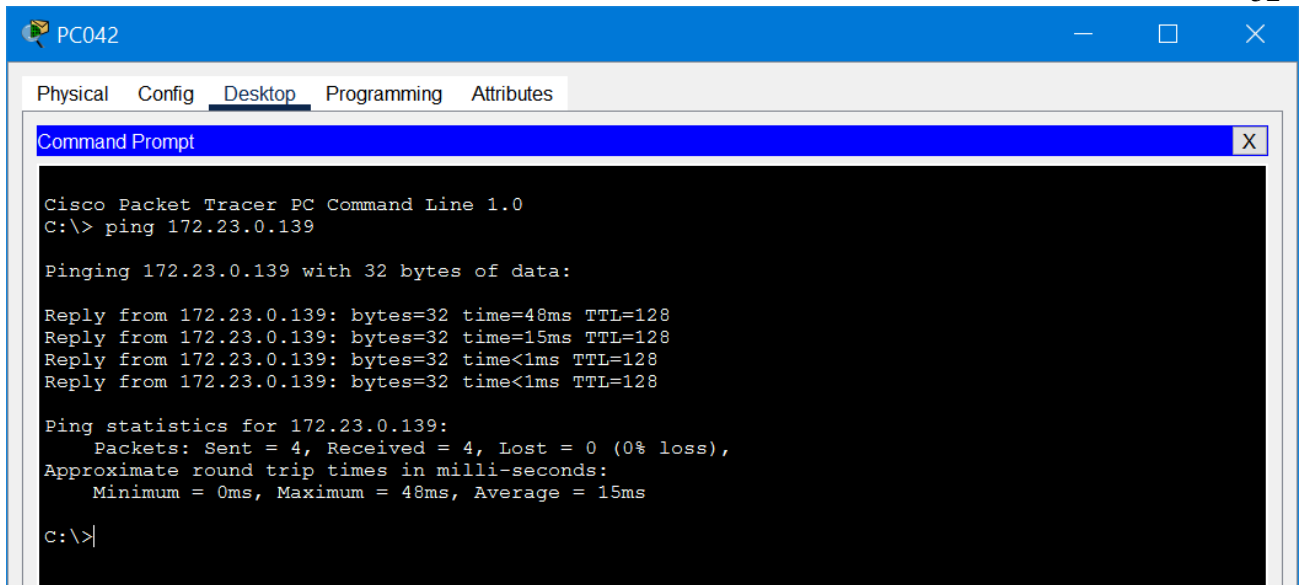 PC042
Physical Config Desktop Programming Attributes
Command Prompt
X
Cisco Packet Tracer PC Command Line 1.0
C:\> ping 172.23.0.139
Pinging 172.23.0.139 with 32 bytes of data:
Reply from 172.23.0.139: bytes=32 time=48ms TTL=128
Reply from 172.23.0.139: bytes=32 time=15ms TTL=128
Reply from 172.23.0.139: bytes=32 time<1ms TTL=128
Reply from 172.23.0.139: bytes=32 time<1ms TTL=128
Ping statistics for 172.23.0.139:
Packets: Sent = 4, Received = 4, Lost = 0 (0% loss),
Approximate round trip times in milli-seconds:
Minimum = 0ms, Maximum = 48ms, Average = 15ms
C:\>